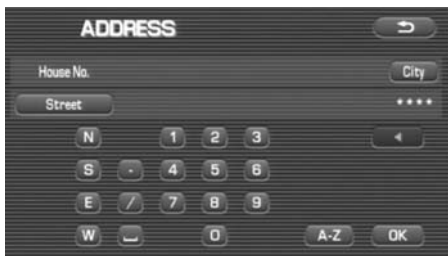 ADDRESS
House No. City
Street ****
N 1 2 3
S . 4 5 6
E / 7 8 9
W 0 A-Z OK